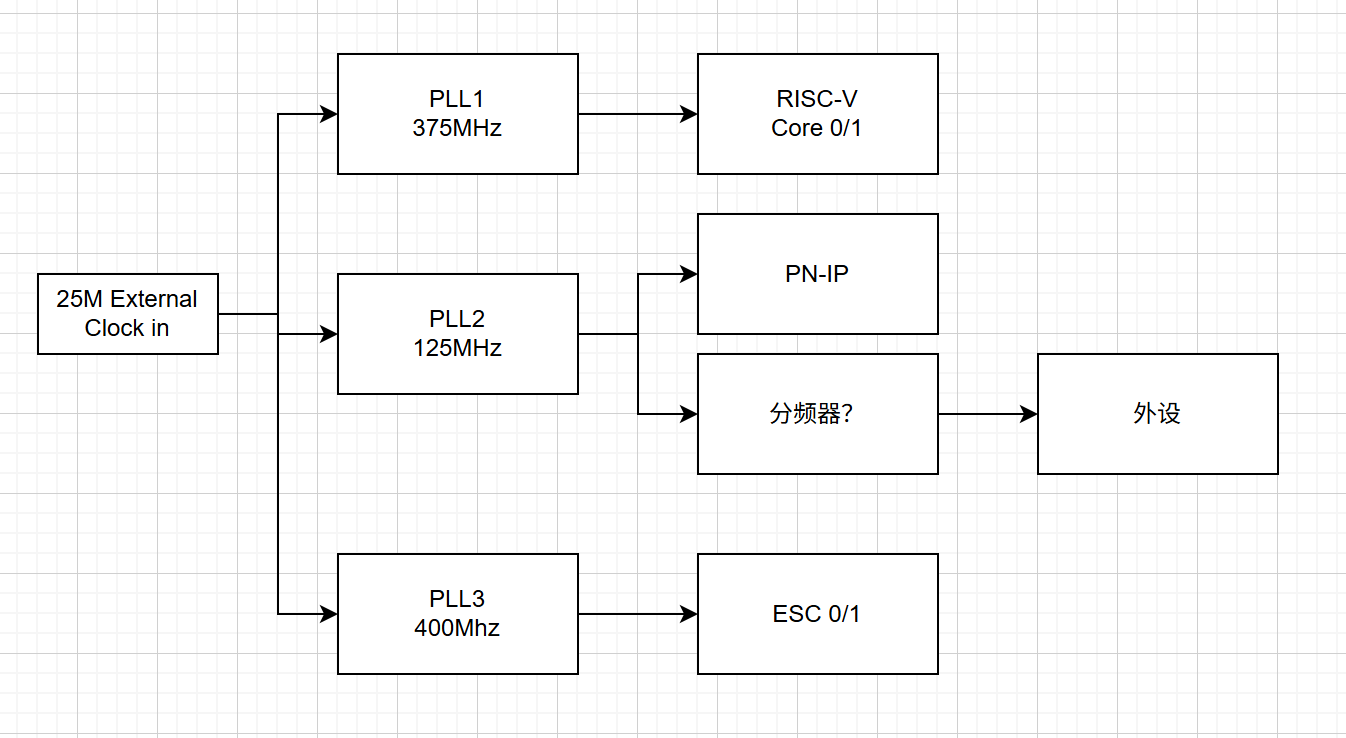 PLL1
375MHz
RISC-V
Core 0/1
25M External
Clock in
PLL2
125MHz
PN-IP
分频器？
外设
PLL3
400Mhz
ESC 0/1